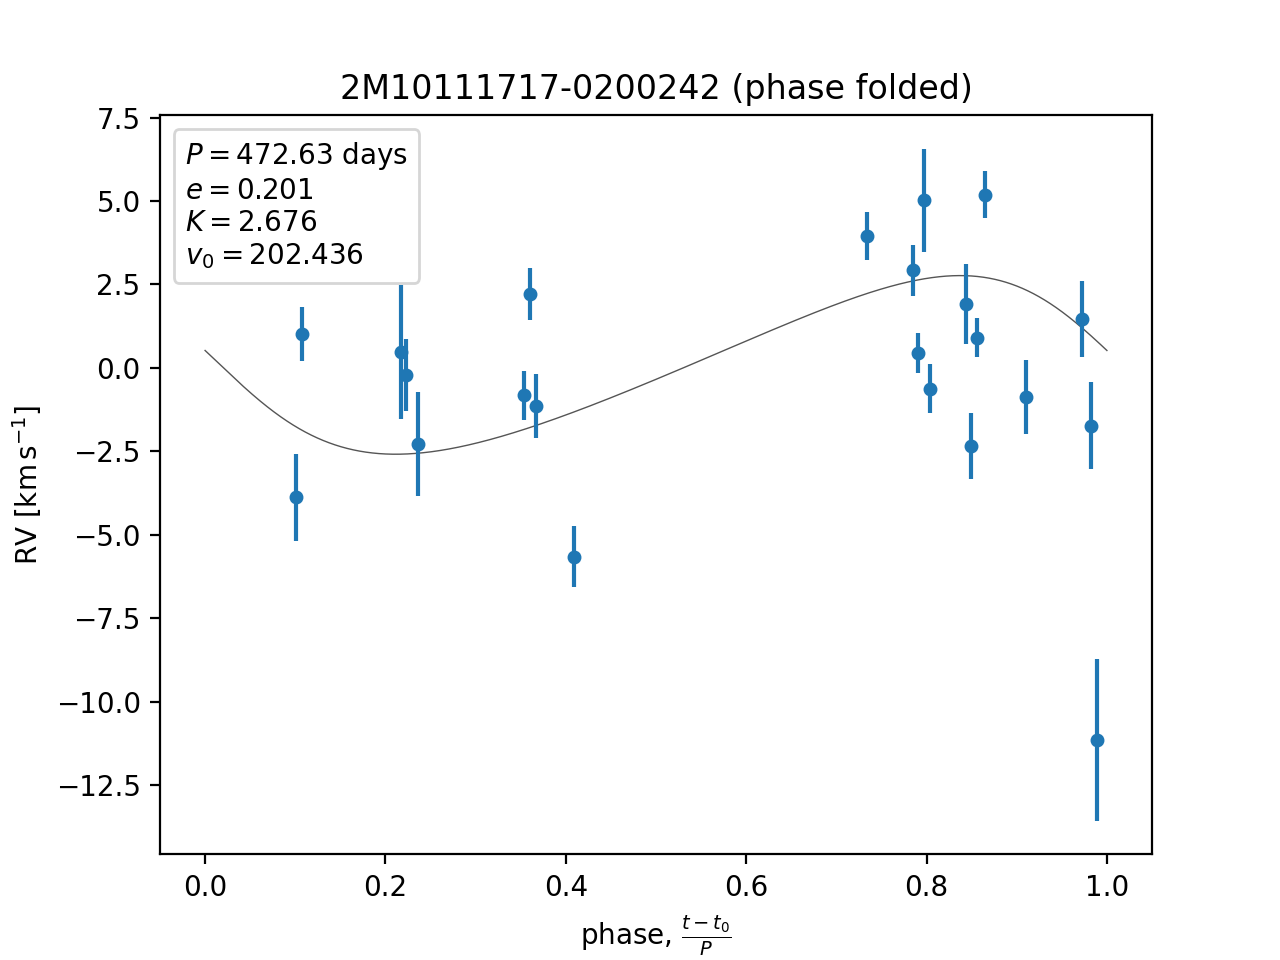 2M10111717-0200242 (phase folded)
P = 472.63 days
e = 0.201
K = 2.676
v₀ = 202.436
7.5
5.0
2.5
0.0
−2.5
−5.0
−7.5
−10.0
−12.5
RV [km s⁻¹]
0.0 0.2 0.4 0.6 0.8 1.0
phase, (t − t₀)/P